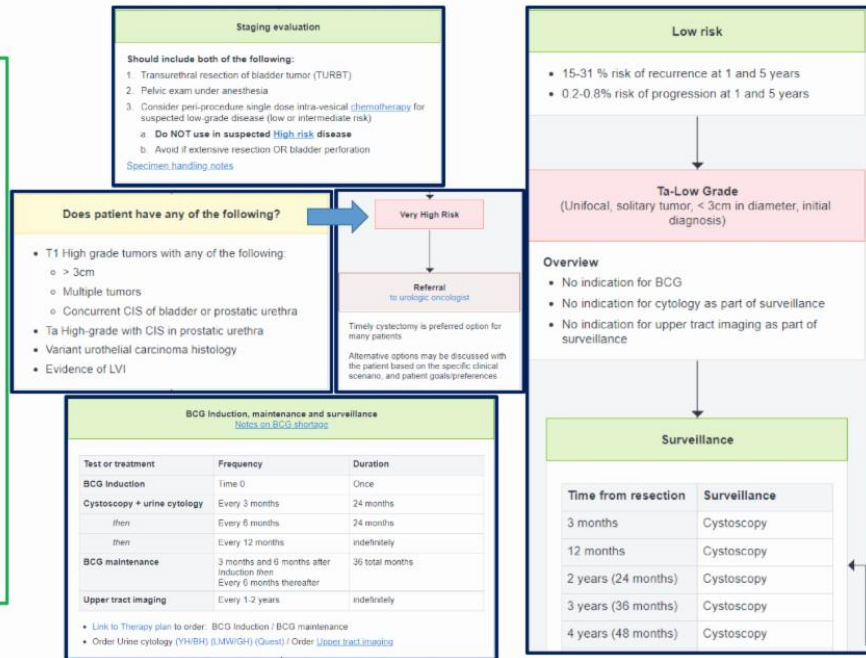 Staging evaluation
Should include both of the following:
1. Transurethral resection of bladder tumor (TURBT)
2. Pelvic exam under anesthesia
3. Consider peri-procedure single dose intra-vesical chemotherapy for
suspected low-grade disease (low or intermediate risk)
a. Do NOT use in suspected High risk disease
b. Avoid if extensive resection OR bladder perforation
Specimen handling notes
Does patient have any of the following?
• T1 High grade tumors with any of the following:
○ > 3cm
○ Multiple tumors
○ Concurrent CIS of bladder or prostatic urethra
• Ta High-grade with CIS in prostatic urethra
• Variant urothelial carcinoma histology
• Evidence of LVI
Very High Risk
Referral
to urologic oncologist
Timely cystectomy is preferred option for
many patients
Alternative options may be discussed with
the patient based on the specific clinical
scenario, and patient goals/preferences
BCG Induction, maintenance and surveillance
Notes on BCG shortage
Test or treatment Frequency Duration
BCG Induction Time 0 Once
Cystoscopy + urine cytology Every 3 months 24 months
then Every 6 months 24 months
then Every 12 months indefinitely
BCG maintenance 3 months and 6 months after 36 total months
Induction then
Every 6 months thereafter
Upper tract imaging Every 1-2 years indefinitely
• Link to Therapy plan to order: BCG Induction / BCG maintenance
• Order Urine cytology (YH/BH) (LMW/GH) (Quest) / Order Upper tract imaging
Low risk
• 15-31 % risk of recurrence at 1 and 5 years
• 0.2-0.8% risk of progression at 1 and 5 years
Ta-Low Grade
(Unifocal, solitary tumor, < 3cm in diameter, initial
diagnosis)
Overview
• No indication for BCG
• No indication for cytology as part of surveillance
• No indication for upper tract imaging as part of
surveillance
Surveillance
Time from resection Surveillance
3 months Cystoscopy
12 months Cystoscopy
2 years (24 months) Cystoscopy
3 years (36 months) Cystoscopy
4 years (48 months) Cystoscopy